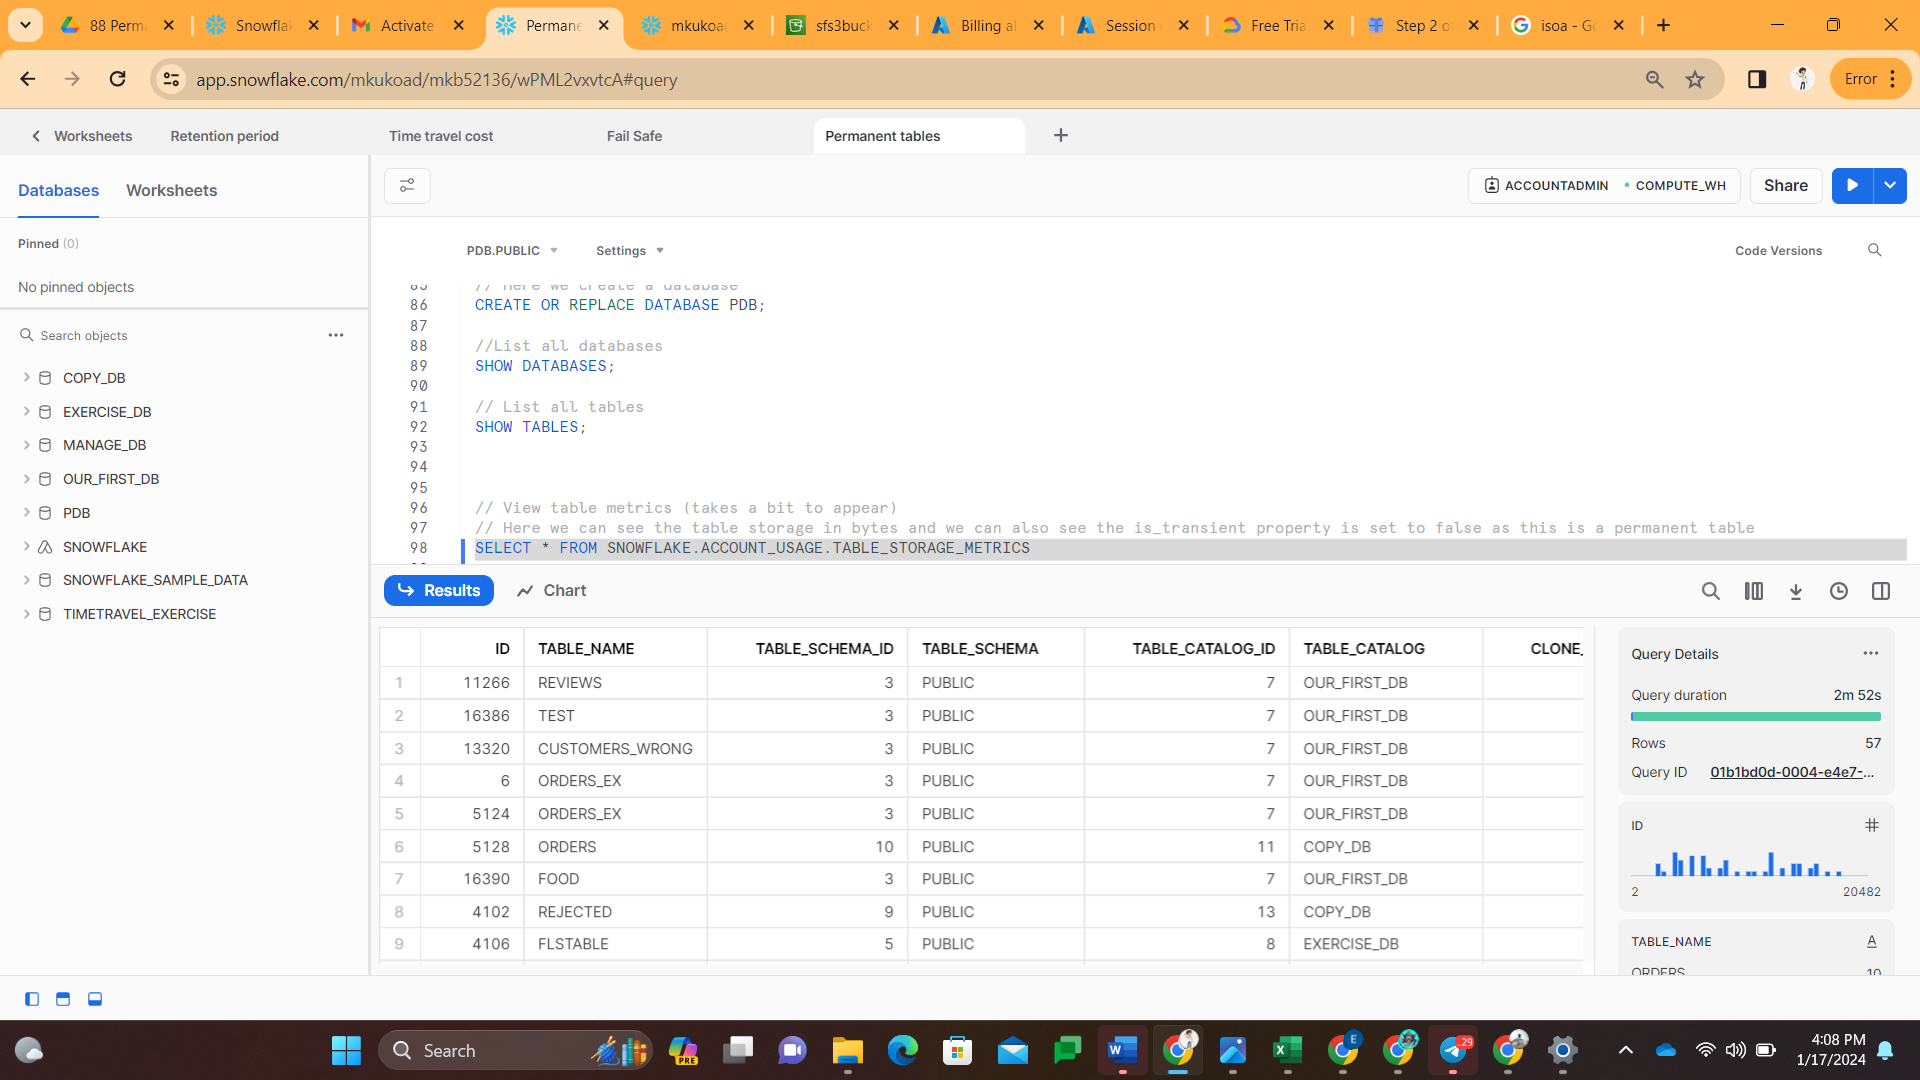 88 Perma
Snowflak
Activate
Permane
mkukoad
sfs3buck
Billing al
Session
Free Tria
Step 2 o
isoa - Go
app.snowflake.com/mkukoad/mkb52136/wPML2vxvtcA#query
Error
Worksheets
Retention period
Time travel cost
Fail Safe
Permanent tables
Databases
Worksheets
ACCOUNTADMIN
COMPUTE_WH
Share
Pinned (0)
No pinned objects
PDB.PUBLIC
Settings
Code Versions
Search objects
COPY_DB
EXERCISE_DB
MANAGE_DB
OUR_FIRST_DB
PDB
SNOWFLAKE
SNOWFLAKE_SAMPLE_DATA
TIMETRAVEL_EXERCISE
85 // Here we create a database
86 CREATE OR REPLACE DATABASE PDB;
87
88 //List all databases
89 SHOW DATABASES;
90
91 // List all tables
92 SHOW TABLES;
93
94
95
96 // View table metrics (takes a bit to appear)
97 // Here we can see the table storage in bytes and we can also see the is_transient property is set to false as this is a permanent table
98 SELECT * FROM SNOWFLAKE.ACCOUNT_USAGE.TABLE_STORAGE_METRICS
Results
Chart
ID TABLE_NAME TABLE_SCHEMA_ID TABLE_SCHEMA TABLE_CATALOG_ID TABLE_CATALOG CLONE_
1 11266 REVIEWS 3 PUBLIC 7 OUR_FIRST_DB
2 16386 TEST 3 PUBLIC 7 OUR_FIRST_DB
3 13320 CUSTOMERS_WRONG 3 PUBLIC 7 OUR_FIRST_DB
4 6 ORDERS_EX 3 PUBLIC 7 OUR_FIRST_DB
5 5124 ORDERS_EX 3 PUBLIC 7 OUR_FIRST_DB
6 5128 ORDERS 10 PUBLIC 11 COPY_DB
7 16390 FOOD 3 PUBLIC 7 OUR_FIRST_DB
8 4102 REJECTED 9 PUBLIC 13 COPY_DB
9 4106 FLSTABLE 5 PUBLIC 8 EXERCISE_DB
Query Details
Query duration 2m 52s
Rows 57
Query ID 01b1bd0d-0004-e4e7-...
ID
2 20482
TABLE_NAME A
ORDERS 10
Search
PRE
W
X
E
..29
4:08 PM
1/17/2024